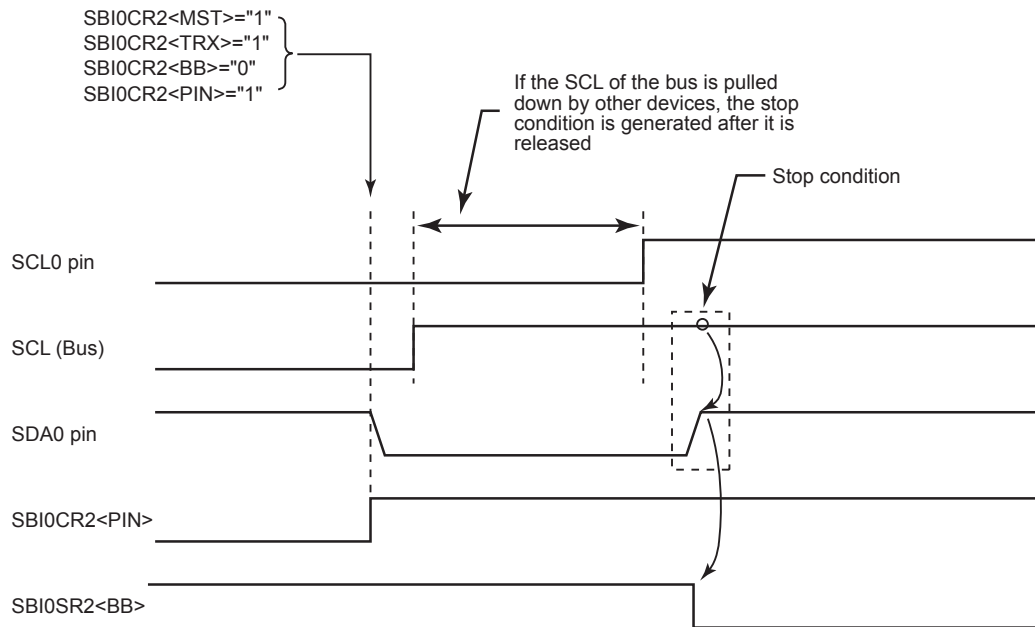 SBI0CR2<MST>="1"
SBI0CR2<TRX>="1"
SBI0CR2<BB>="0"
SBI0CR2<PIN>="1"
If the SCL of the bus is pulled
down by other devices, the stop
condition is generated after it is
released
Stop condition
SCL0 pin
SCL (Bus)
SDA0 pin
SBI0CR2<PIN>
SBI0SR2<BB>